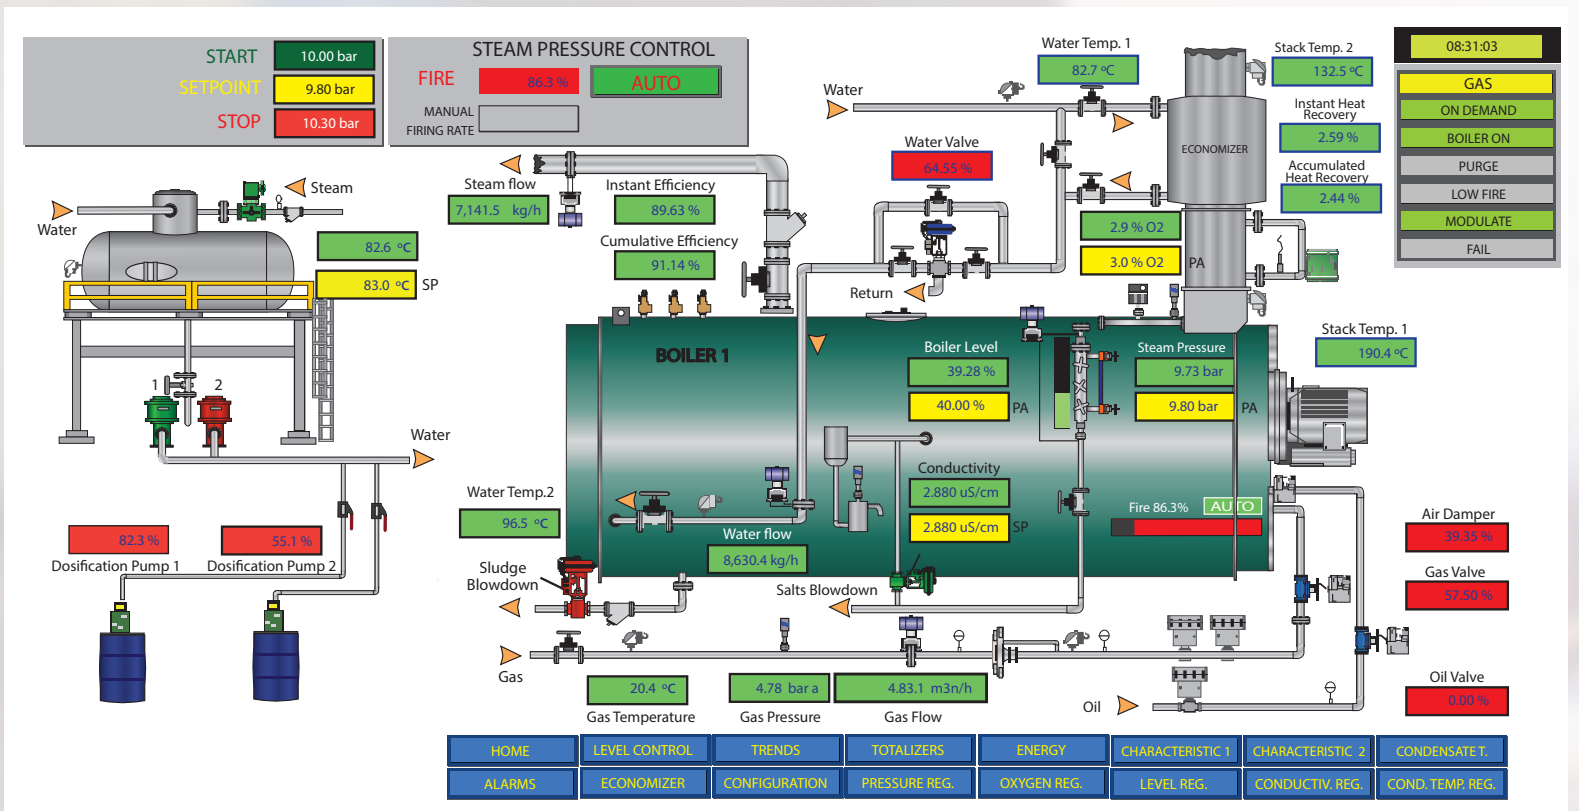 START 10.00 bar
SETPOINT 9.80 bar
STOP 10.30 bar
STEAM PRESSURE CONTROL
FIRE 86.3 % AUTO
MANUAL
FIRING RATE
Water Temp. 1
82.7 ºC
Stack Temp. 2
132.5 ºC
08:31:03
GAS
ON DEMAND
BOILER ON
PURGE
LOW FIRE
MODULATE
FAIL
Water
Instant Heat
Recovery
2.59 %
ECONOMIZER
Accumulated
Heat Recovery
2.44 %
Water Valve
64.55 %
Steam
Water
82.6 ºC
83.0 ºC SP
Steam flow
7,141.5 kg/h
Instant Efficiency
89.63 %
Cumulative Efficiency
91.14 %
2.9 % O2
3.0 % O2 PA
Return
BOILER 1
Boiler Level
39.28 %
40.00 % PA
Steam Pressure
9.73 bar
9.80 bar PA
Stack Temp. 1
190.4 ºC
1 2
Water
Conductivity
2.880 uS/cm
2.880 uS/cm SP
Water Temp.2
96.5 ºC
Fire 86.3% AUTO
Water flow
8,630.4 kg/h
82.3 %
Dosification Pump 1
55.1 %
Dosification Pump 2
Sludge
Blowdown
Salts Blowdown
Air Damper
39.35 %
Gas Valve
57.50 %
Oil Valve
0.00 %
Gas
20.4 ºC
Gas Temperature
4.78 bar a
Gas Pressure
4.83.1 m3n/h
Gas Flow
Oil
HOME LEVEL CONTROL TRENDS TOTALIZERS ENERGY CHARACTERISTIC 1 CHARACTERISTIC 2 CONDENSATE T.
ALARMS ECONOMIZER CONFIGURATION PRESSURE REG. OXYGEN REG. LEVEL REG. CONDUCTIV. REG. COND. TEMP. REG.